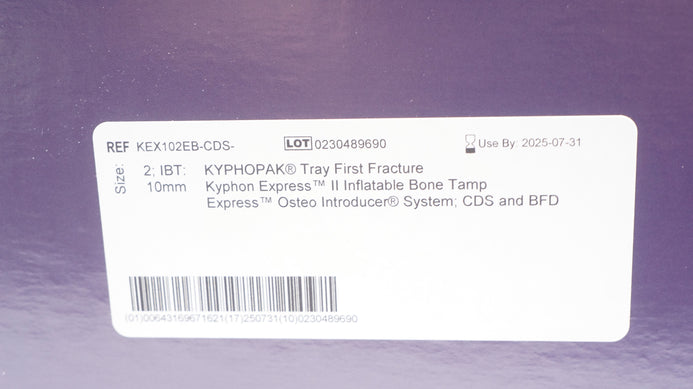 REF KEX102EB-CDS- LOT 0230489690 Use By: 2025-07-31
Size: 2; IBT: KYPHOPAK® Tray First Fracture
10mm Kyphon Express™ II Inflatable Bone Tamp
Express™ Osteo Introducer® System; CDS and BFD
(01)00643169671621(17)250731(10)0230489690